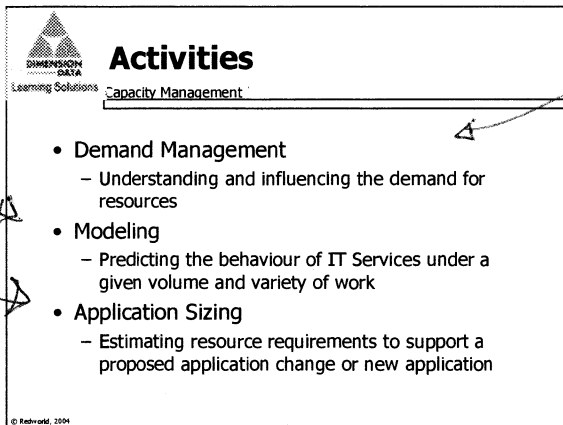 DIMENSION
DATA
Learning Solutions
Activities
Capacity Management
• Demand Management
– Understanding and influencing the demand for
resources
• Modeling
– Predicting the behaviour of IT Services under a
given volume and variety of work
• Application Sizing
– Estimating resource requirements to support a
proposed application change or new application
© Redworld, 2004